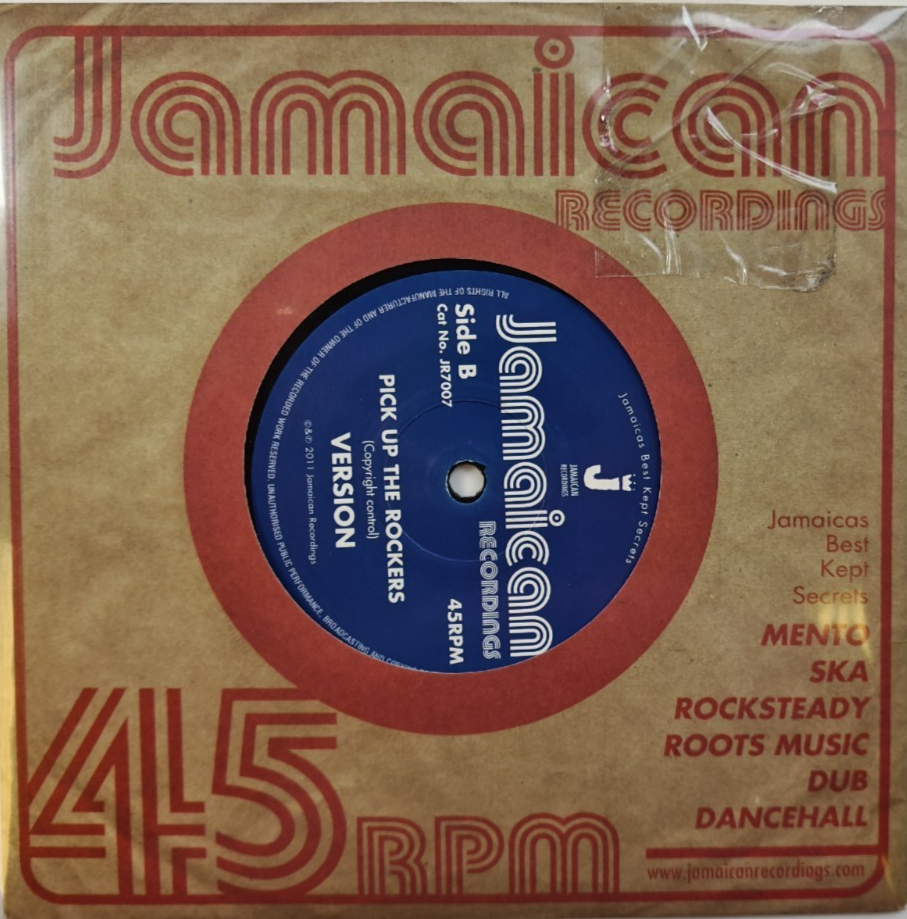 Jamaican
RECORDINGS
Jamaicas Best Kept Secrets
J
JAMAICAN
RECORDINGS
Jamaican
RECORDINGS
Side B
Cat No. JR7007
45RPM
PICK UP THE ROCKERS
(Copyright control)
VERSION
©&℗ 2011 Jamaican Recordings
ALL RIGHTS OF THE MANUFACTURER AND OF THE OWNER OF THE RECORDED WORK RESERVED. UNAUTHORISED PUBLIC PERFORMANCE, BROADCASTING AND
Jamaicas
Best
Kept
Secrets
MENTO
SKA
ROCKSTEADY
ROOTS MUSIC
DUB
DANCEHALL
45 RPM
www.jamaicanrecordings.com